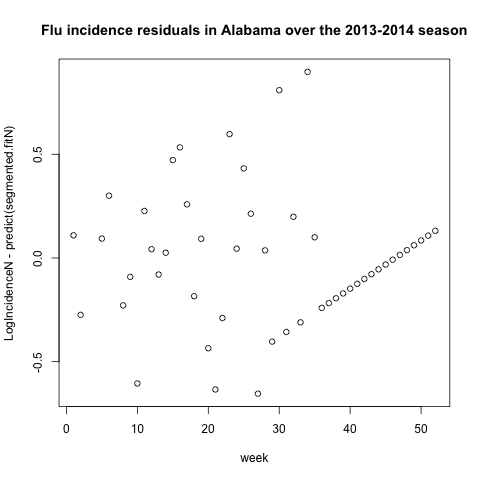 Flu incidence residuals in Alabama over the 2013-2014 season
LogIncidenceN - predict(segmented.fitN)
0.5
0.0
-0.5
0 10 20 30 40 50
week